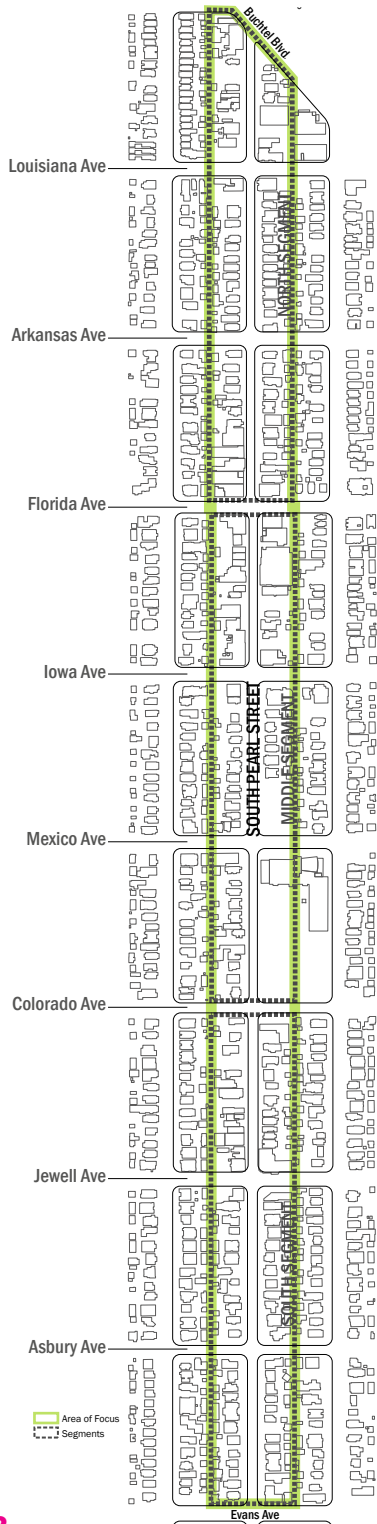 Buchtel Blvd
Louisiana Ave
NORTH SEGMENT
Arkansas Ave
Florida Ave
Iowa Ave
SOUTH PEARL STREET
MIDDLE SEGMENT
Mexico Ave
Colorado Ave
Jewell Ave
SOUTH SEGMENT
Asbury Ave
Area of Focus
Segments
Evans Ave